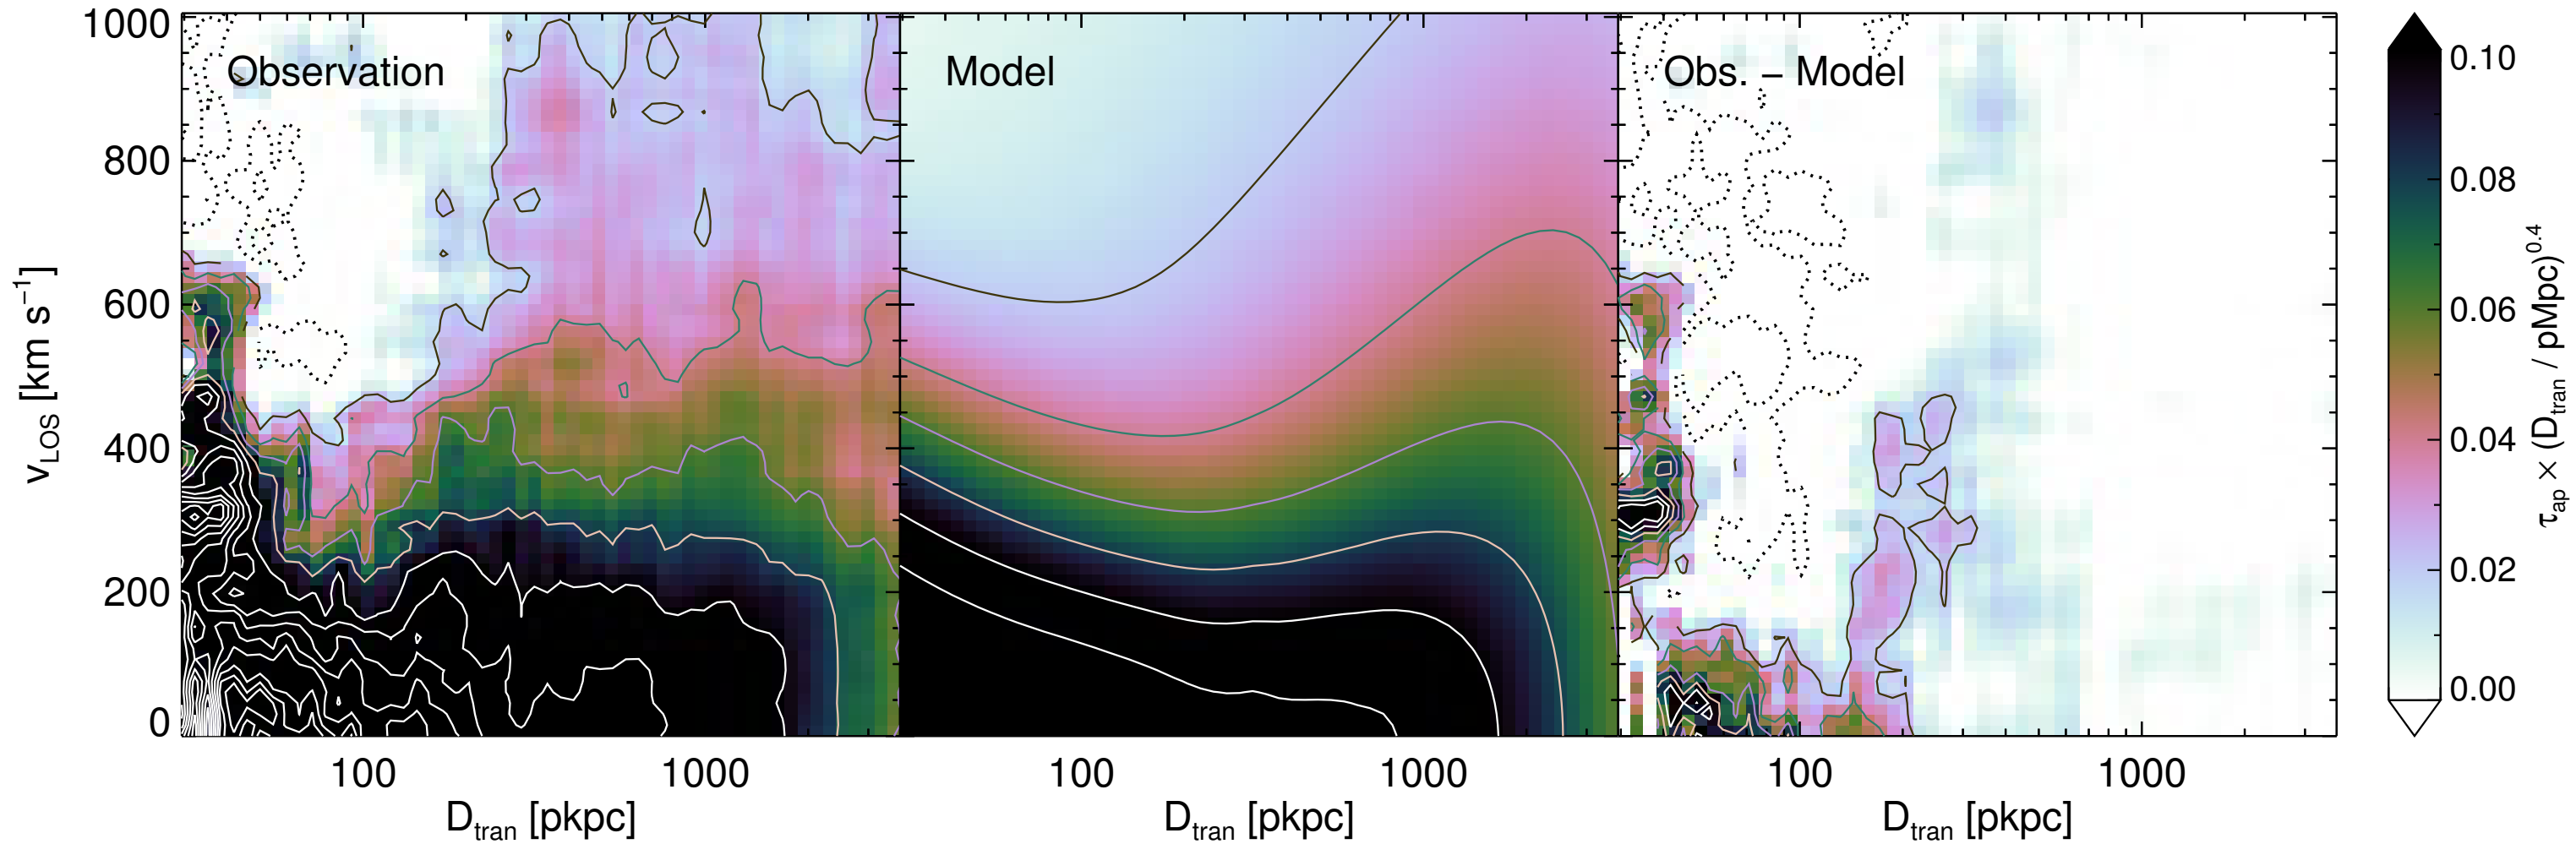 Observation
Model
Obs. – Model
1000
800
600
400
200
0
v_LOS [km s⁻¹]
100
1000
100
1000
100
1000
D_tran [pkpc]
D_tran [pkpc]
D_tran [pkpc]
0.10
0.08
0.06
0.04
0.02
0.00
τ_ap × (D_tran / pMpc)^0.4